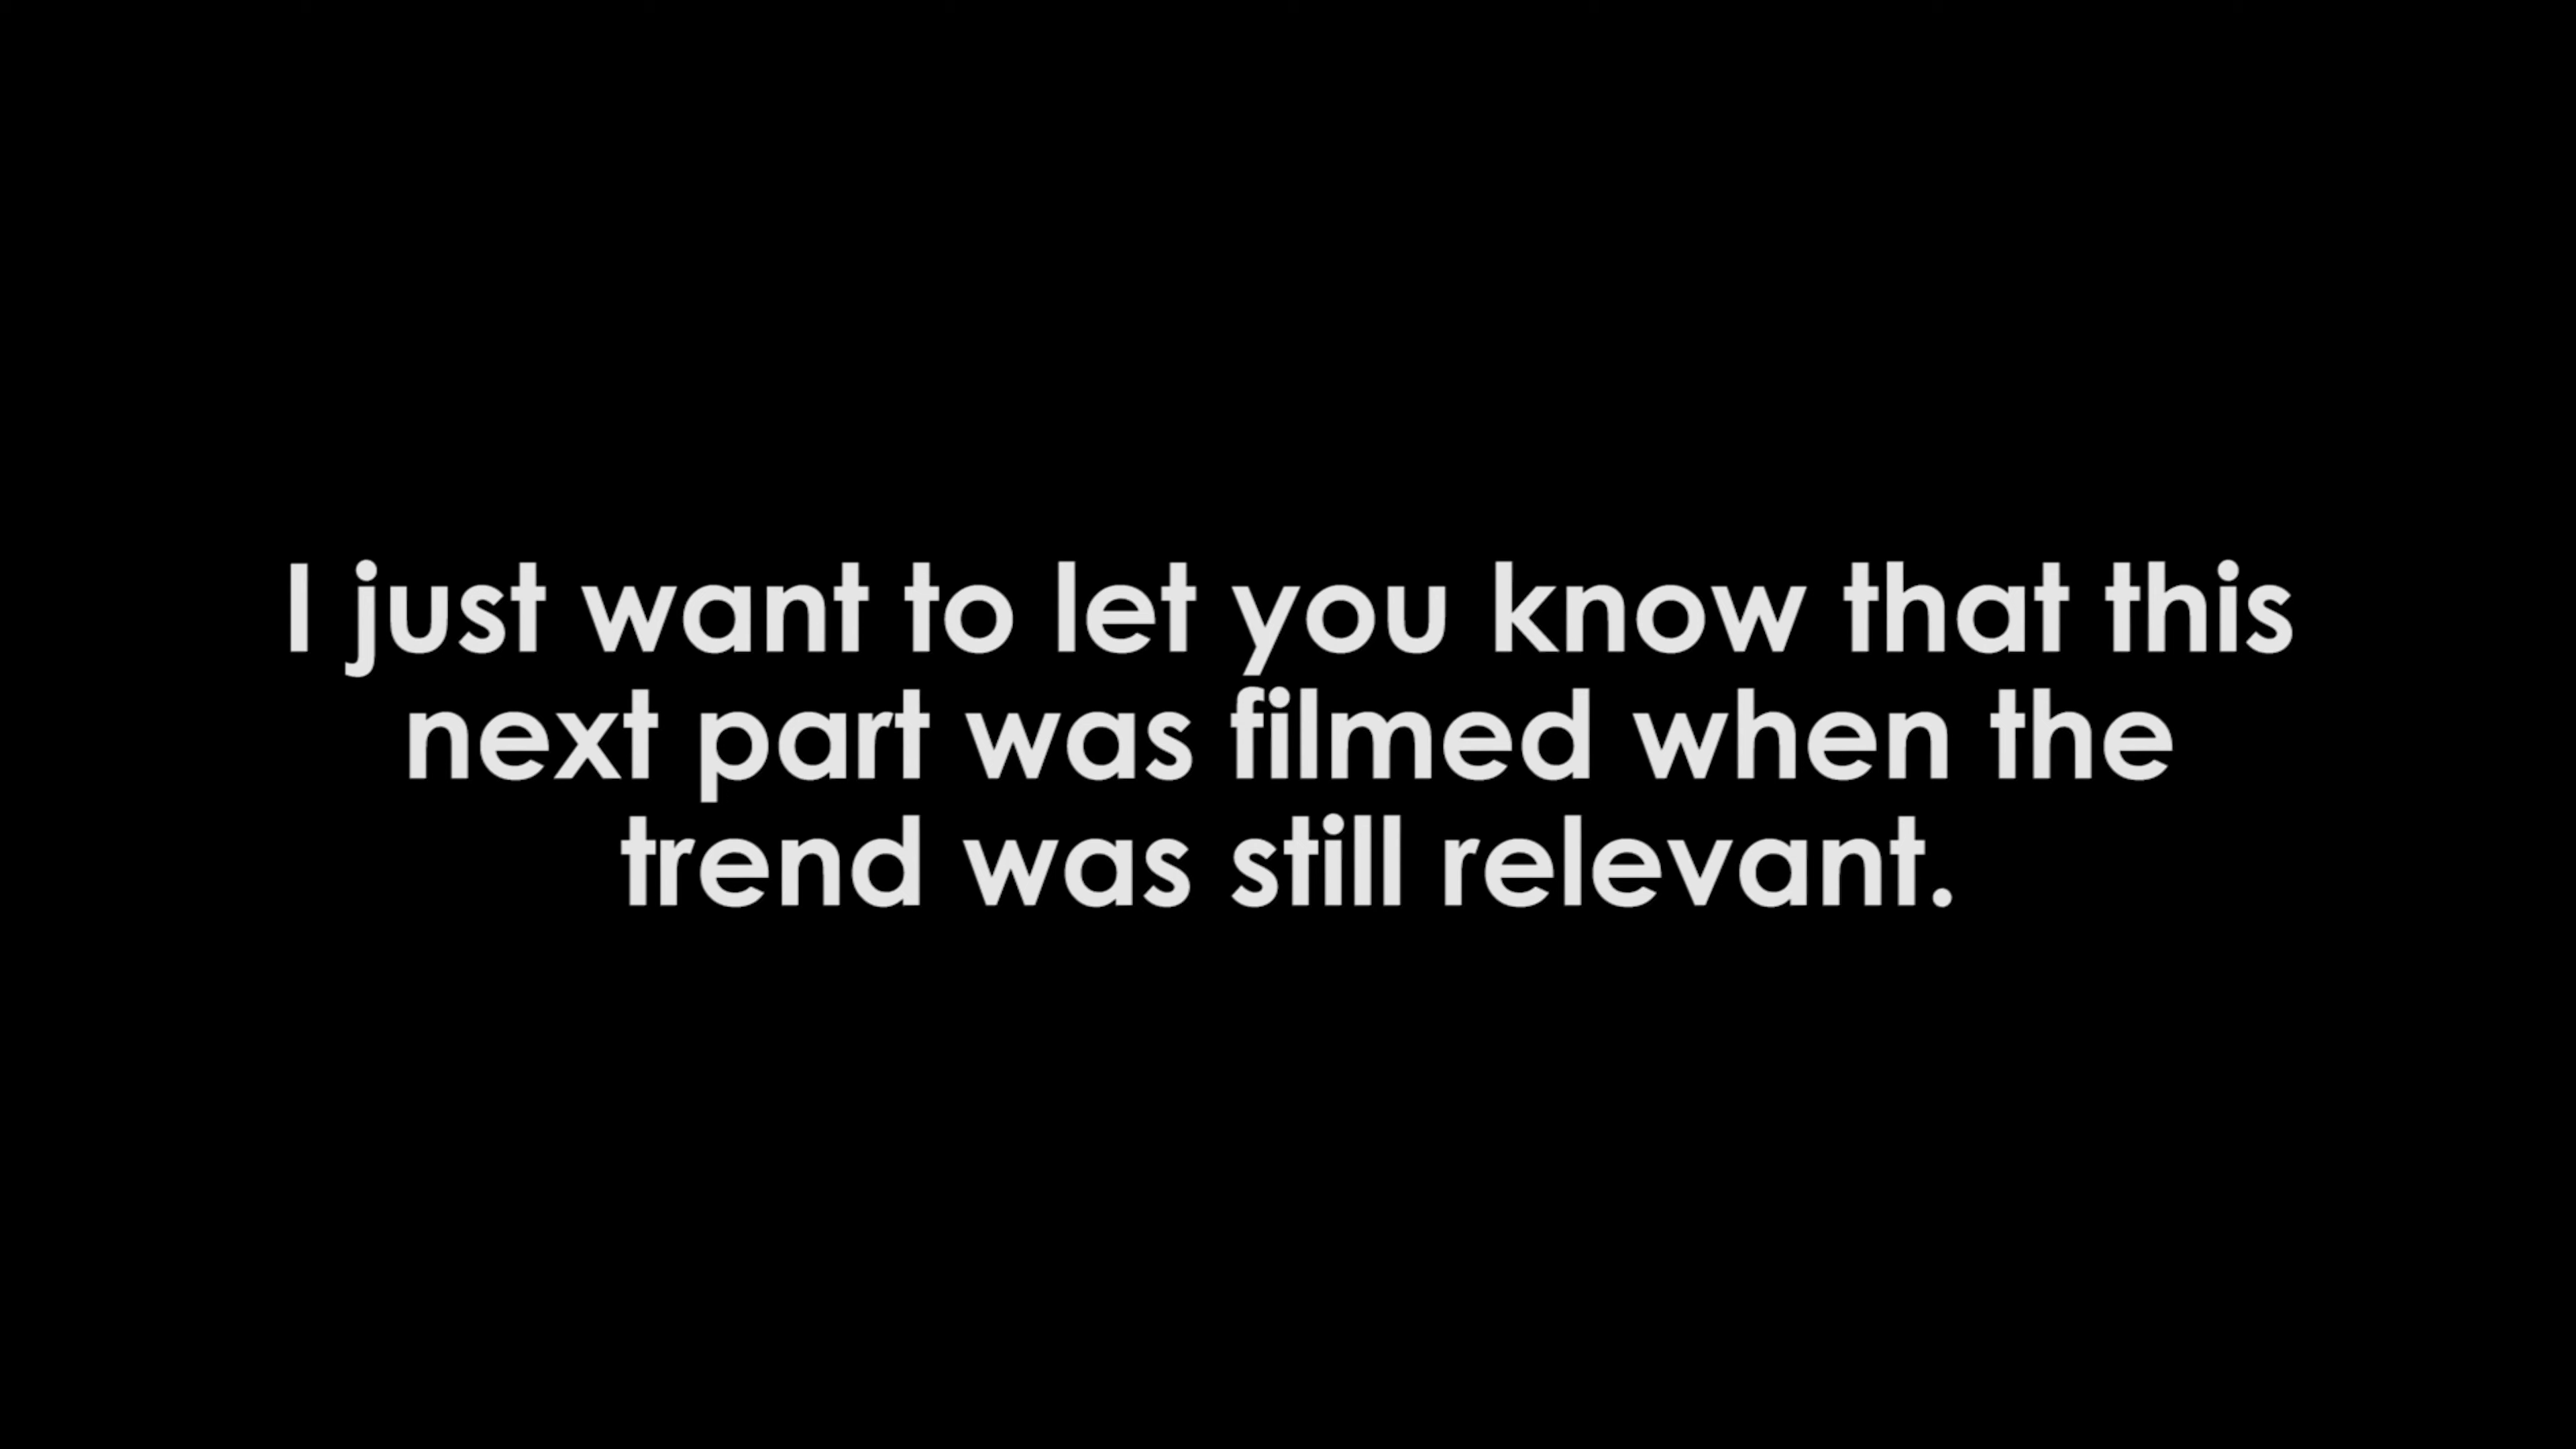 I just want to let you know that this
next part was filmed when the
trend was still relevant.